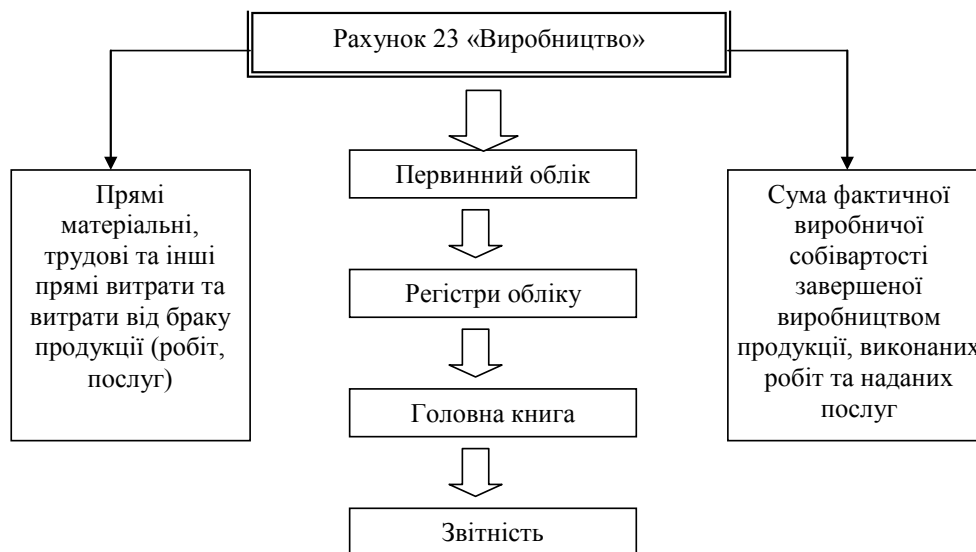 Рахунок 23 «Виробництво»
Первинний облік
Прямі
матеріальні,
трудові та інші
прямі витрати та
витрати від браку
продукції (робіт,
послуг)
Регістри обліку
Головна книга
Звітність
Сума фактичної
виробничої
собівартості
завершеної
виробництвом
продукції, виконаних
робіт та наданих
послуг